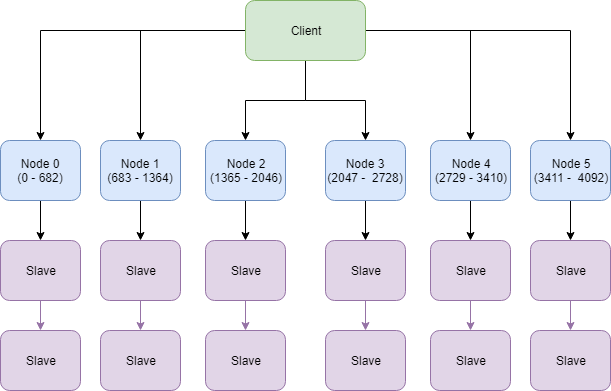 Client
Node 0
(0 - 682)
Node 1
(683 - 1364)
Node 2
(1365 - 2046)
Node 3
(2047 -  2728)
Node 4
(2729 - 3410)
Node 5
(3411 -  4092)
Slave
Slave
Slave
Slave
Slave
Slave
Slave
Slave
Slave
Slave
Slave
Slave